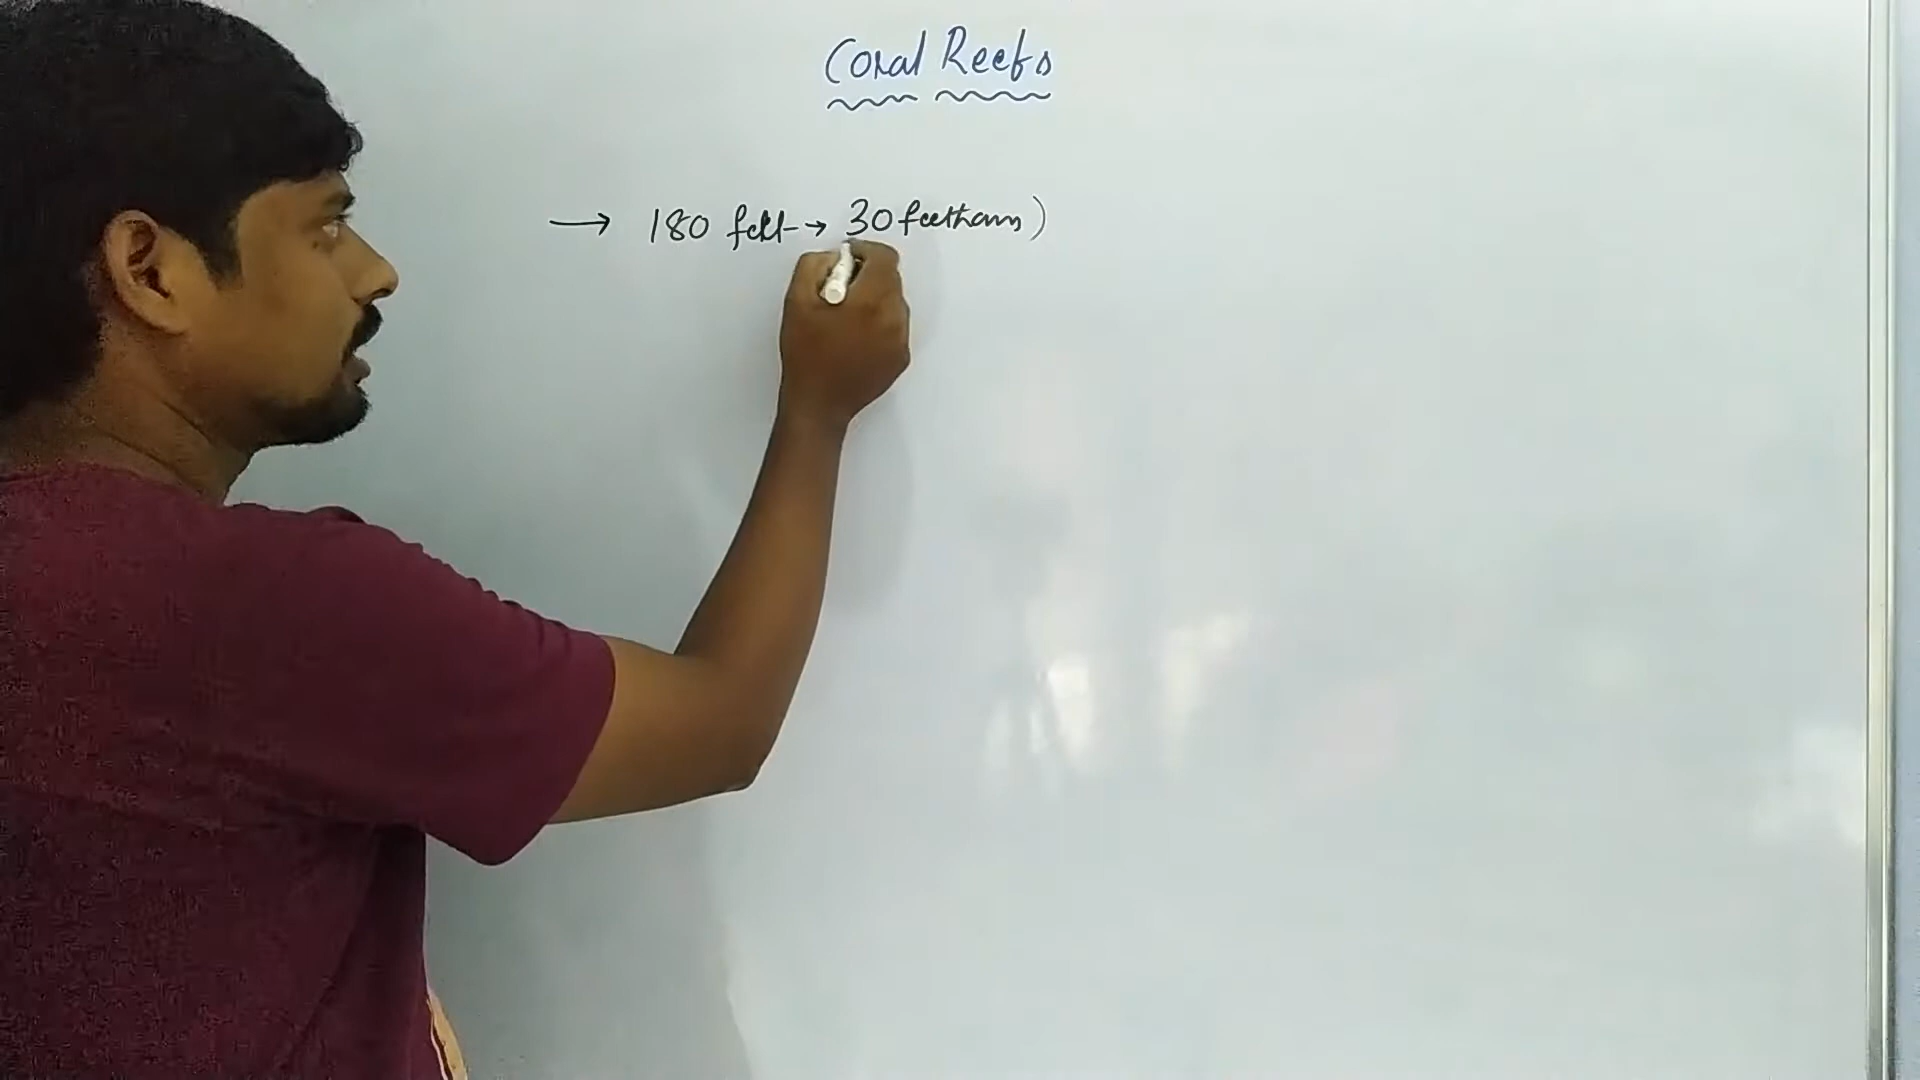 Coral Reefs
→ 180 feet → 30 feethams)